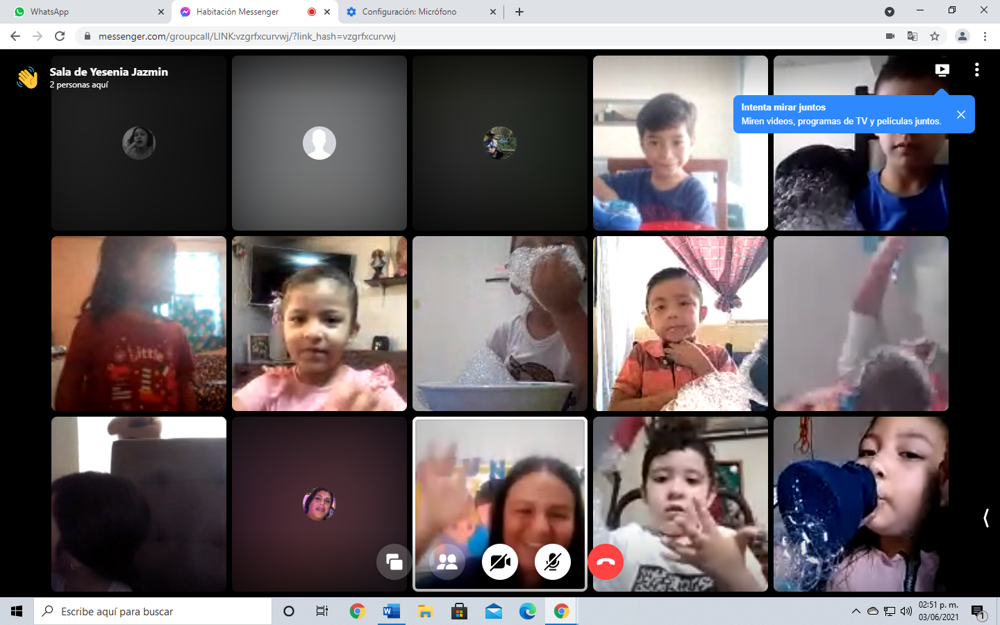 WhatsApp
Habitación Messenger
Configuración: Micrófono
messenger.com/groupcall/LINK:vzgrfxcurvwj/?link_hash=vzgrfxcurvwj
Sala de Yesenia Jazmin
2 personas aquí
Intenta mirar juntos
Miren videos, programas de TV y películas juntos.
Little
Escribe aquí para buscar
02:51 p. m.
03/06/2021
1